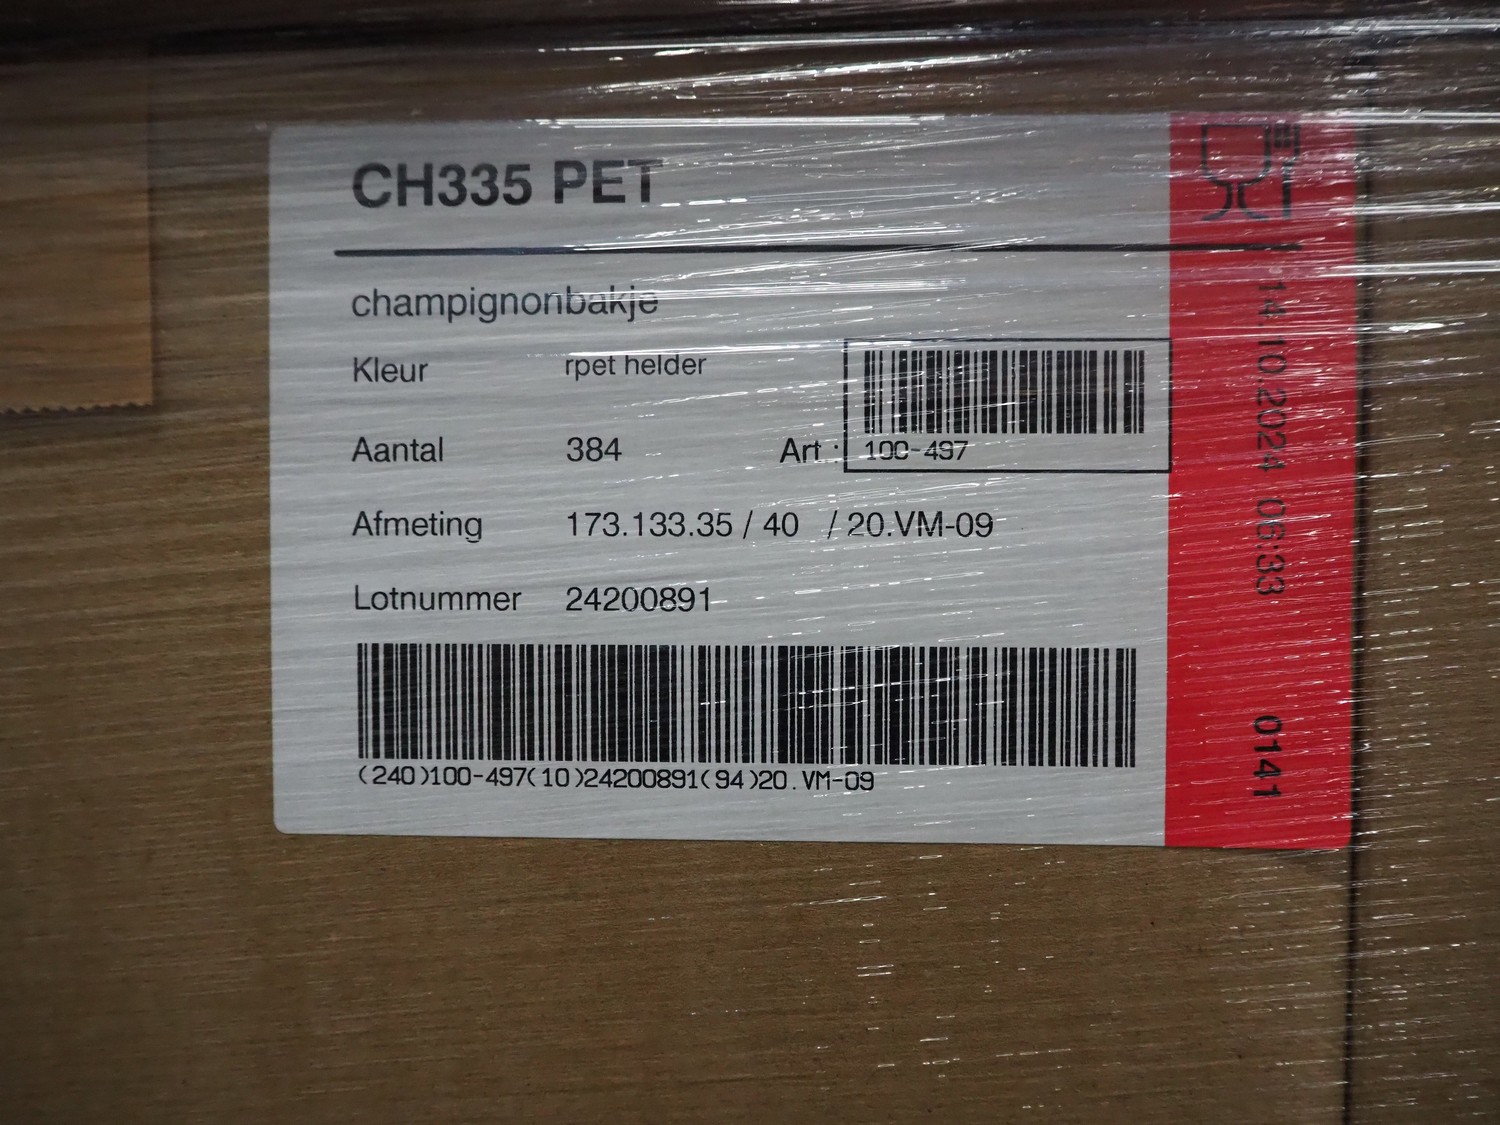 CH335 PET
champignonbakje
Kleur rpet helder
Aantal 384 Art : 100-497
Afmeting 173.133.35 / 40 / 20.VM-09
Lotnummer 24200891
(240)100-497(10)24200891(94)20.VM-09
14.10.2024 06:33 0141